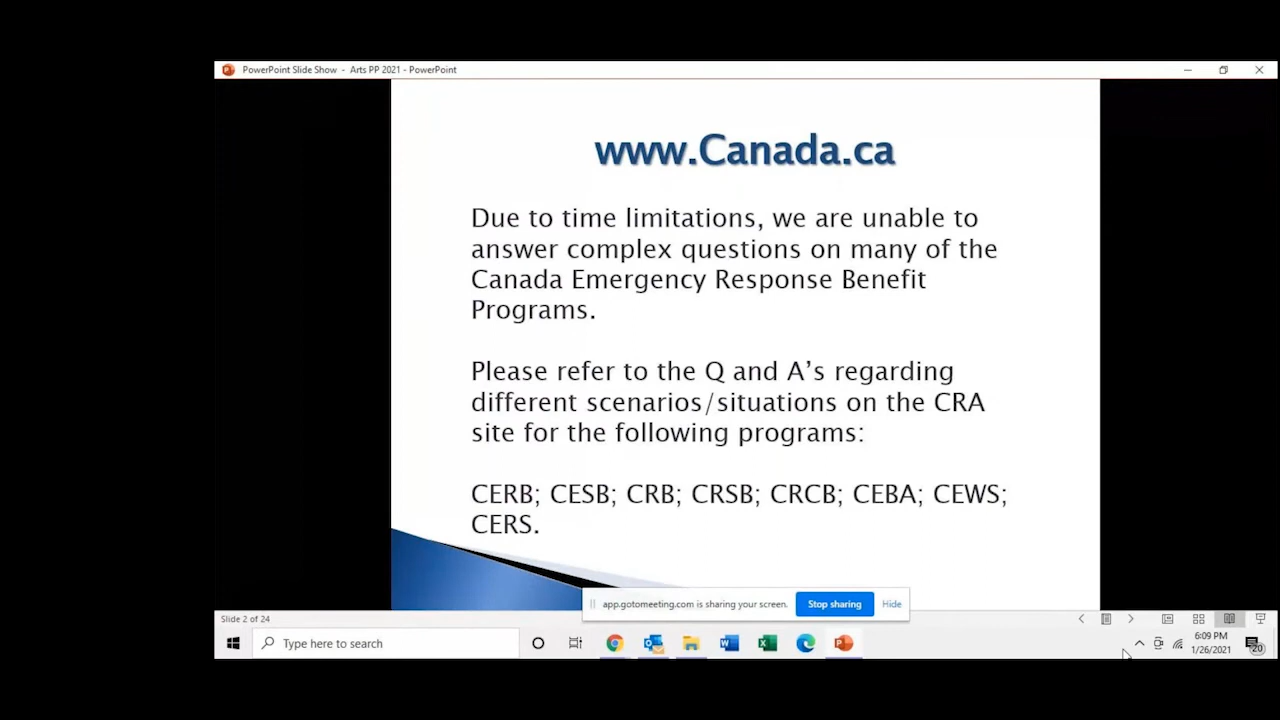 PowerPoint Slide Show - Arts PP 2021 - PowerPoint
www.Canada.ca
Due to time limitations, we are unable to
answer complex questions on many of the
Canada Emergency Response Benefit
Programs.
Please refer to the Q and A’s regarding
different scenarios/situations on the CRA
site for the following programs:
CERB; CESB; CRB; CRSB; CRCB; CEBA; CEWS;
CERS.
app.gotomeeting.com is sharing your screen.
Stop sharing
Hide
Slide 2 of 24
Type here to search
6:09 PM
1/26/2021
20